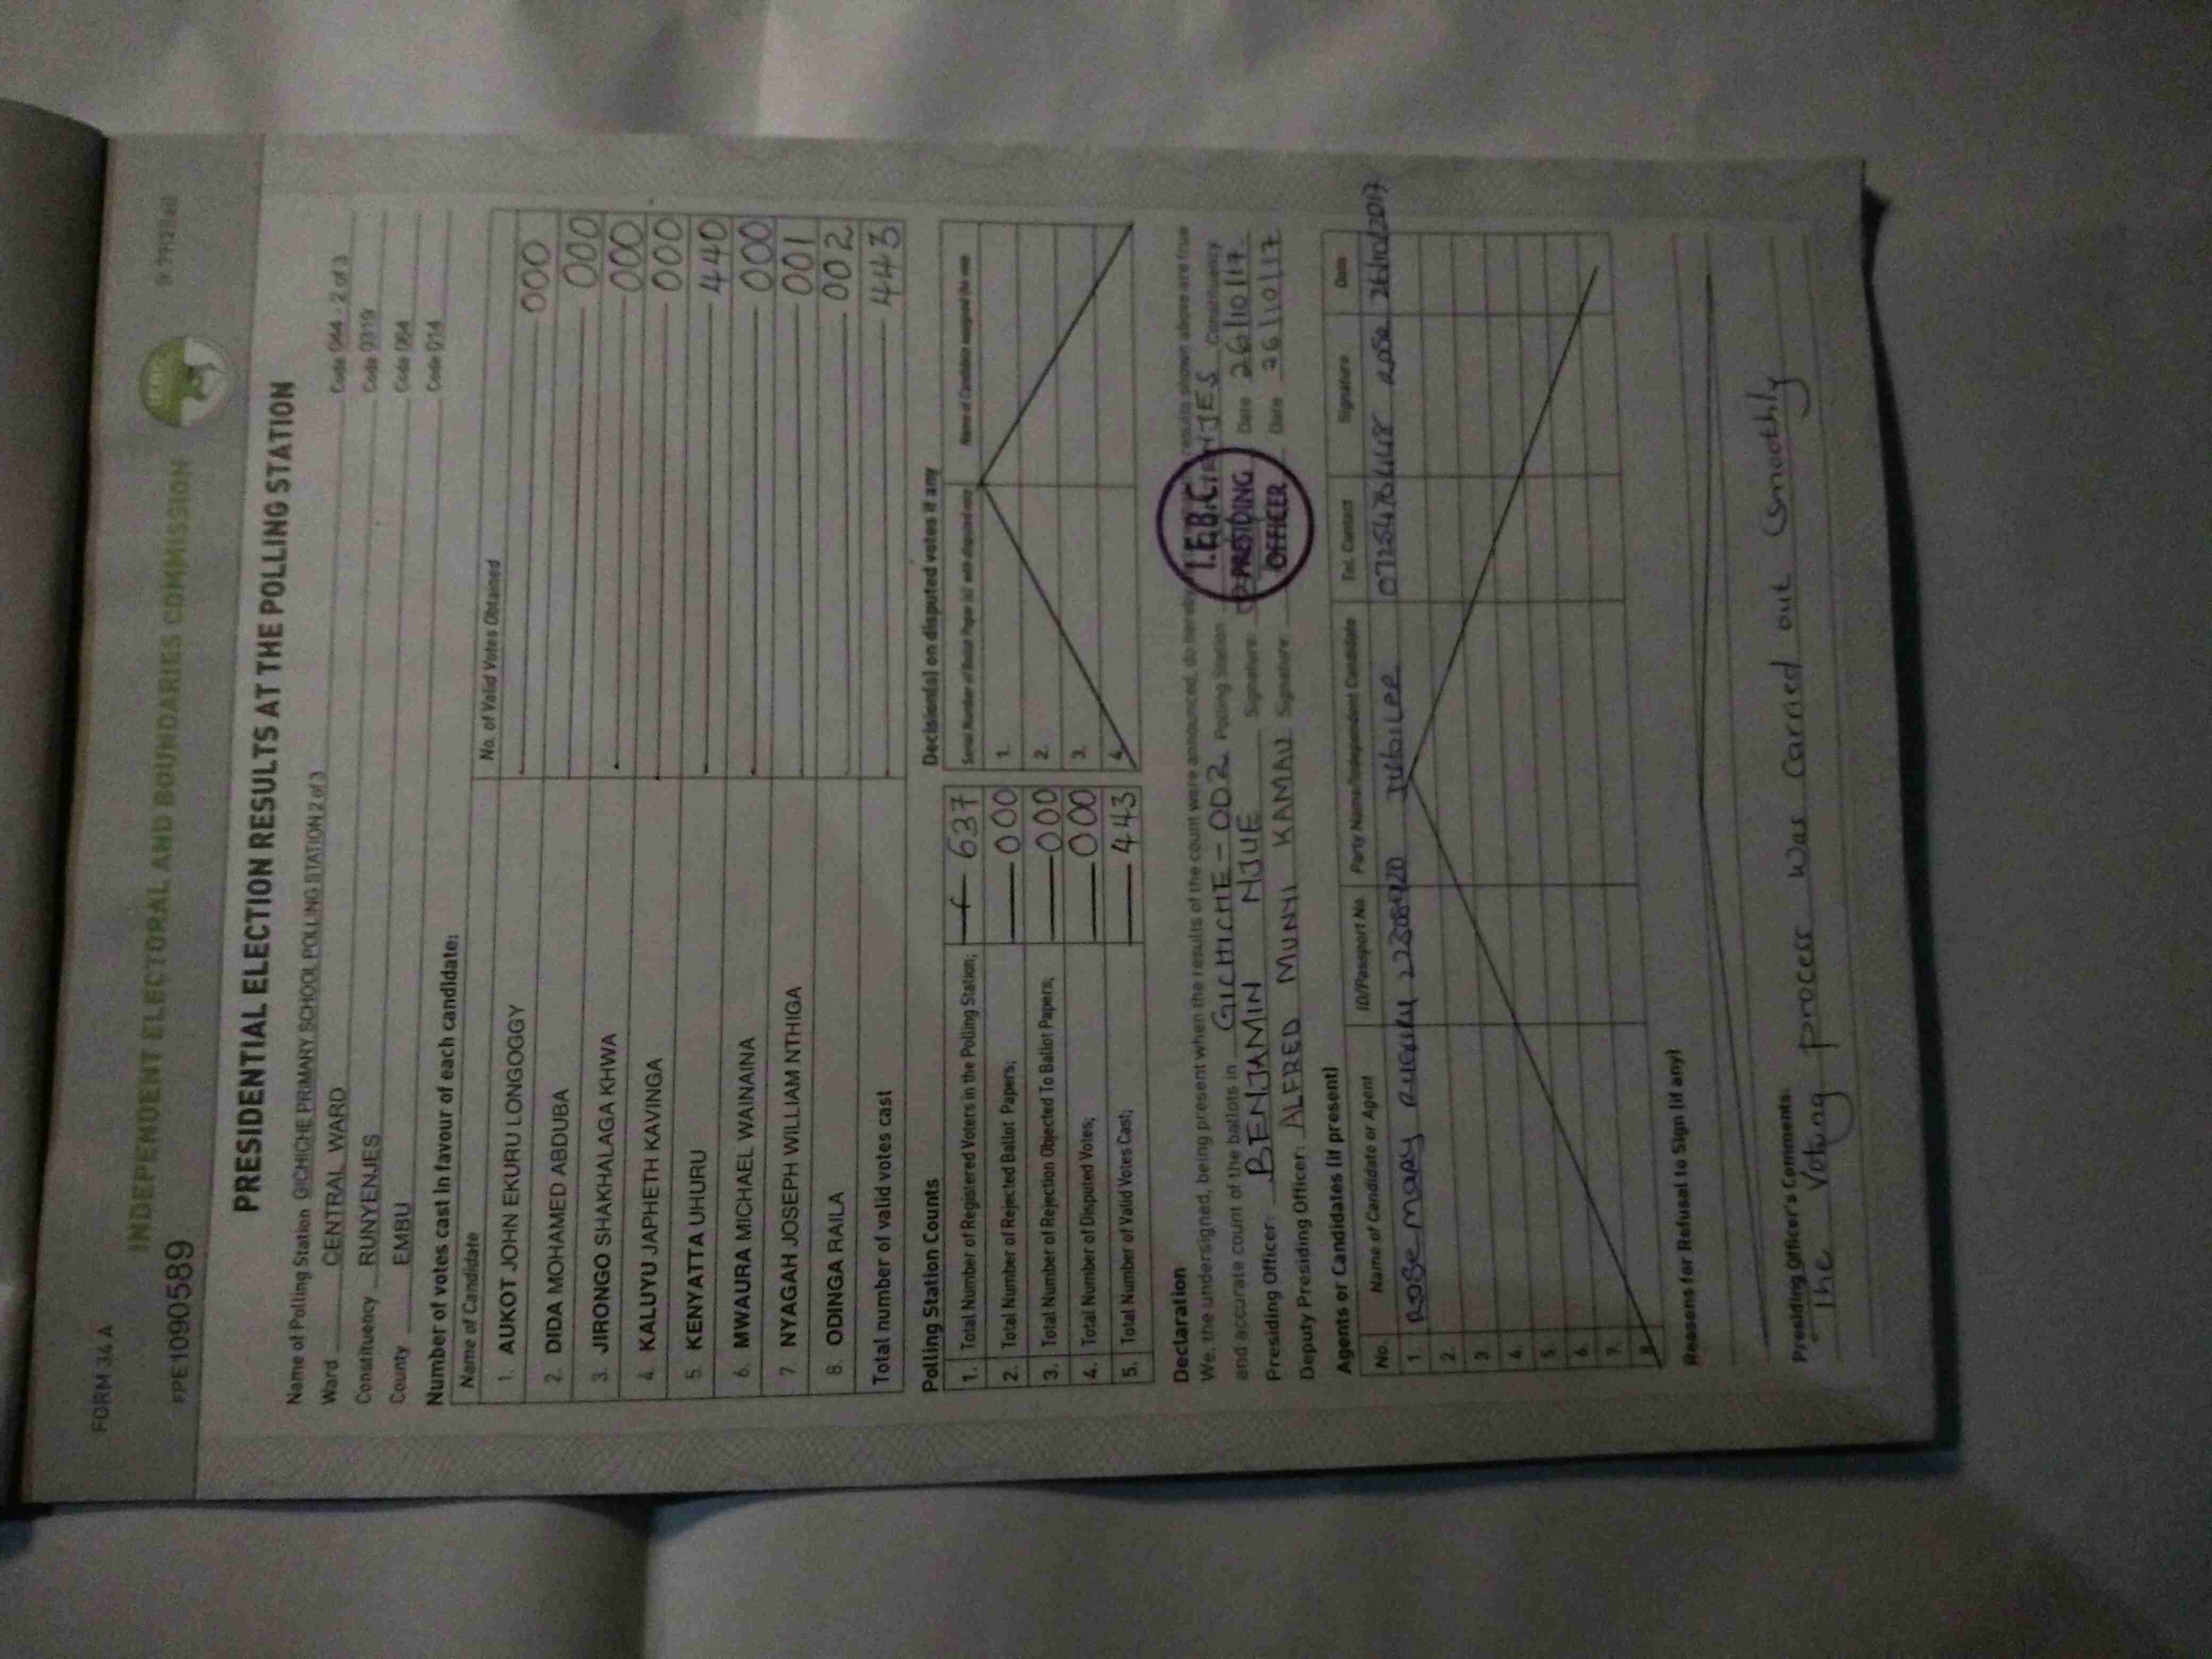 FORM 34 A
INDEPENDENT ELECTORAL AND BOUNDARIES COMMISSION
PPE1090589
PRESIDENTIAL ELECTION RESULTS AT THE POLLING STATION
Name of Polling Station GICHICHE PRIMARY SCHOOL POLLING STATION 2 of 3 Code 044 - 2 of 3
Ward CENTRAL WARD Code 0319
Constituency RUNYENJES Code 064
County EMBU Code 014
Number of votes cast in favour of each candidate:
Name of Candidate No. of Valid Votes Obtained
1. AUKOT JOHN EKURU LONGOGGY 000
2. DIDA MOHAMED ABDUBA 000
3. JIRONGO SHAKHALAGA KHWA 000
4. KALUYU JAPHETH KAVINGA 000
5. KENYATTA UHURU 440
6. MWAURA MICHAEL WAINAINA 000
7. NYAGAH JOSEPH WILLIAM NTHIGA 001
8. ODINGA RAILA 002
Total number of valid votes cast 443
Polling Station Counts
1. Total Number of Registered Voters in the Polling Station; 637
2. Total Number of Rejected Ballot Papers; 000
3. Total Number of Rejection Objected To Ballot Papers; 000
4. Total Number of Disputed Votes; 000
5. Total Number of Valid Votes Cast; 443
Decision(s) on disputed votes if any
Serial Number of Ballot Paper (s) with disputed vote Name of Candidate awarded the vote
1.
2.
3.
4.
Declaration
We, the undersigned, being present when the results of the count were announced, do hereby results shown above are true
and accurate count of the ballots in GICHICHE - 002 Polling Station RUNYENJES Constituency
Presiding Officer: BENJAMIN NJUE Signature: Date 26/10/17
Deputy Presiding Officer: ALFRED MUNYI KAMAU Signature: Date 26/10/17
I.E.B.C.
PRESIDING
OFFICER
Agents or Candidates (if present)
No. Name of Candidate or Agent ID/Passport No. Party Name/Independent Candidate Tel. Contact Signature Date
1. Rosemary Jubilee Rose 26/10/2017
2.
3.
4.
5.
6.
7.
8.
Reasons for Refusal to Sign (if any)
Presiding Officer's Comments:
The Voting process was carried out smoothly